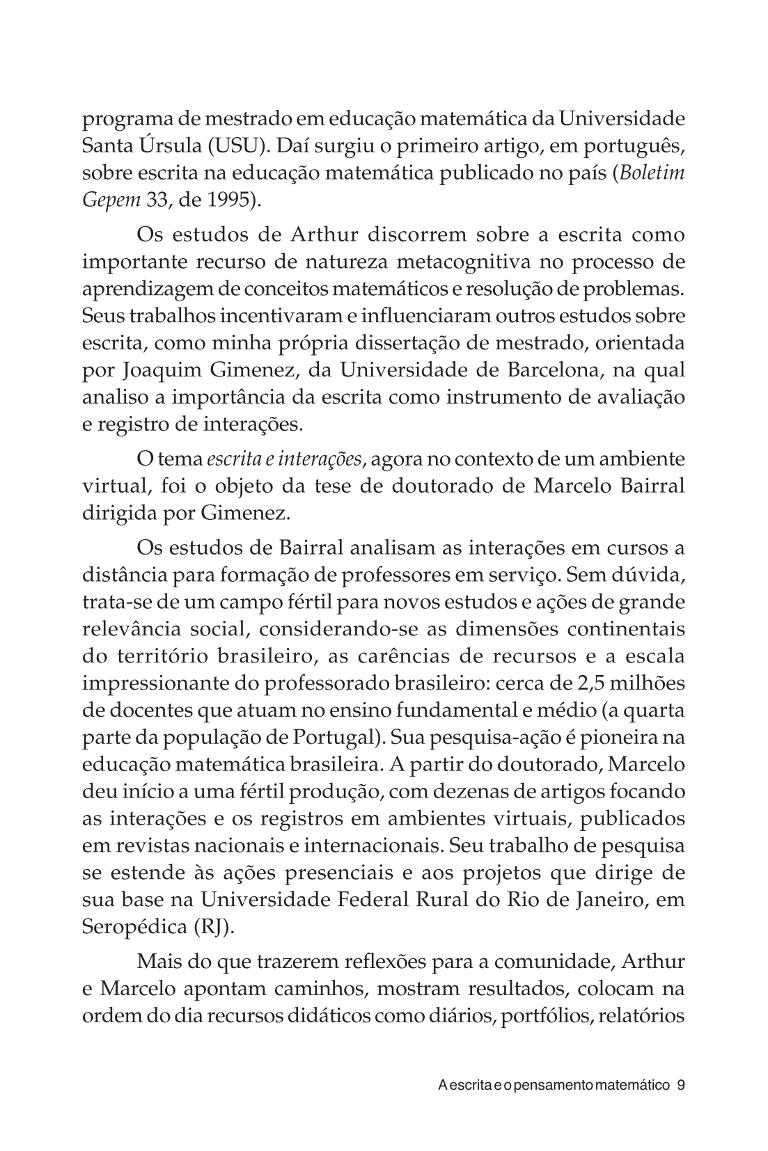 programa de mestrado em educação matemática da Universidade
Santa Úrsula (USU). Daí surgiu o primeiro artigo, em português,
sobre escrita na educação matemática publicado no país (Boletim
Gepem 33, de 1995).
Os estudos de Arthur discorrem sobre a escrita como
importante recurso de natureza metacognitiva no processo de
aprendizagem de conceitos matemáticos e resolução de problemas.
Seus trabalhos incentivaram e influenciaram outros estudos sobre
escrita, como minha própria dissertação de mestrado, orientada
por Joaquim Gimenez, da Universidade de Barcelona, na qual
analiso a importância da escrita como instrumento de avaliação
e registro de interações.
O tema escrita e interações, agora no contexto de um ambiente
virtual, foi o objeto da tese de doutorado de Marcelo Bairral
dirigida por Gimenez.
Os estudos de Bairral analisam as interações em cursos a
distância para formação de professores em serviço. Sem dúvida,
trata-se de um campo fértil para novos estudos e ações de grande
relevância social, considerando-se as dimensões continentais
do território brasileiro, as carências de recursos e a escala
impressionante do professorado brasileiro: cerca de 2,5 milhões
de docentes que atuam no ensino fundamental e médio (a quarta
parte da população de Portugal). Sua pesquisa-ação é pioneira na
educação matemática brasileira. A partir do doutorado, Marcelo
deu início a uma fértil produção, com dezenas de artigos focando
as interações e os registros em ambientes virtuais, publicados
em revistas nacionais e internacionais. Seu trabalho de pesquisa
se estende às ações presenciais e aos projetos que dirige de
sua base na Universidade Federal Rural do Rio de Janeiro, em
Seropédica (RJ).
Mais do que trazerem reflexões para a comunidade, Arthur
e Marcelo apontam caminhos, mostram resultados, colocam na
ordem do dia recursos didáticos como diários, portfólios, relatórios
A escrita e o pensamento matemático 9